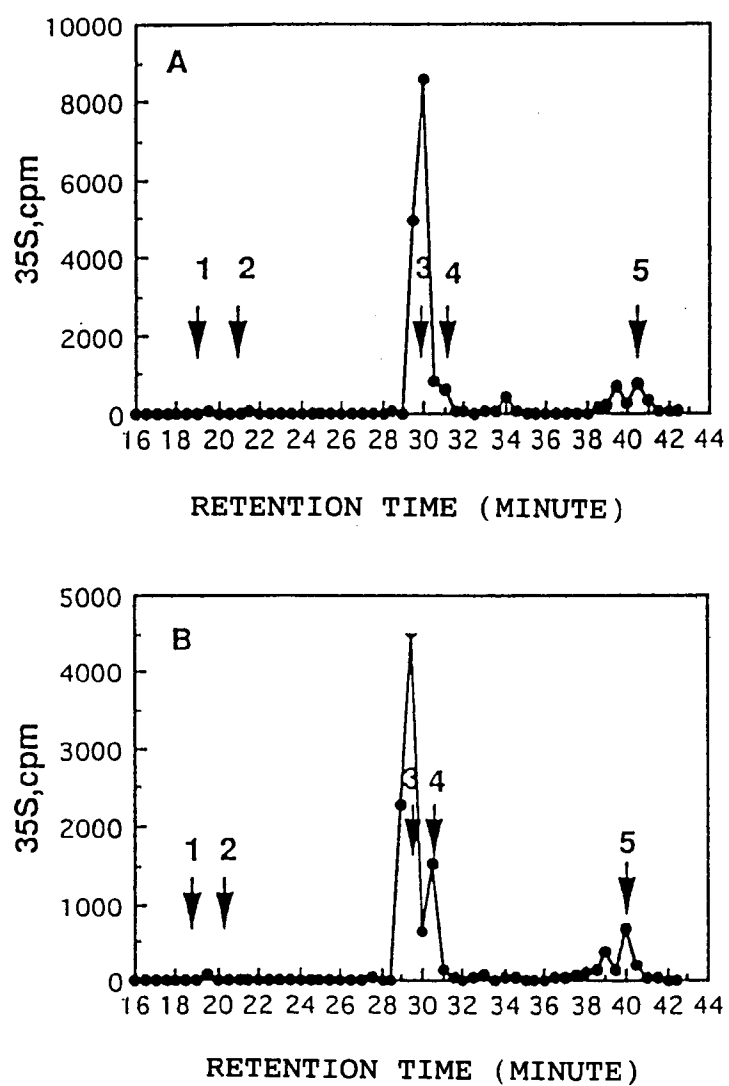 10000
A
8000
6000
35S,cpm
4000
1 2 3 4 5
2000
0
16 18 20 22 24 26 28 30 32 34 36 38 40 42 44
RETENTION TIME (MINUTE)
5000
B
4000
3000
35S,cpm
3 4
2000
1 2 5
1000
0
16 18 20 22 24 26 28 30 32 34 36 38 40 42 44
RETENTION TIME (MINUTE)